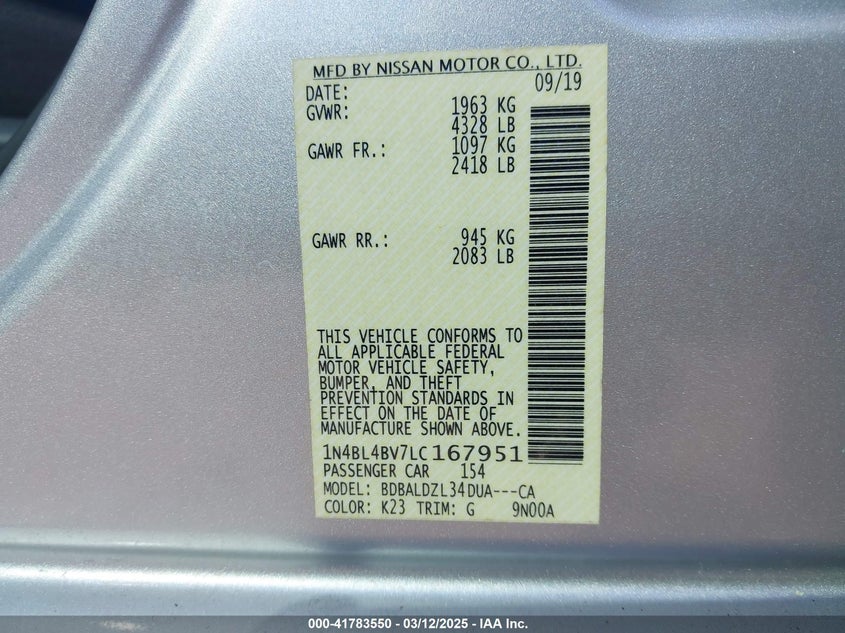 MFD BY NISSAN MOTOR CO., LTD.
DATE: 09/19
GVWR: 1963 KG
4328 LB
GAWR FR.: 1097 KG
2418 LB
GAWR RR.: 945 KG
2083 LB
THIS VEHICLE CONFORMS TO
ALL APPLICABLE FEDERAL
MOTOR VEHICLE SAFETY,
BUMPER, AND THEFT
PREVENTION STANDARDS IN
EFFECT ON THE DATE OF
MANUFACTURE SHOWN ABOVE.
1N4BL4BV7LC167951
PASSENGER CAR 154
MODEL: BDBALDZL34DUA---CA
COLOR: K23 TRIM: G 9N00A
000-41783550 - 03/12/2025 - IAA Inc.